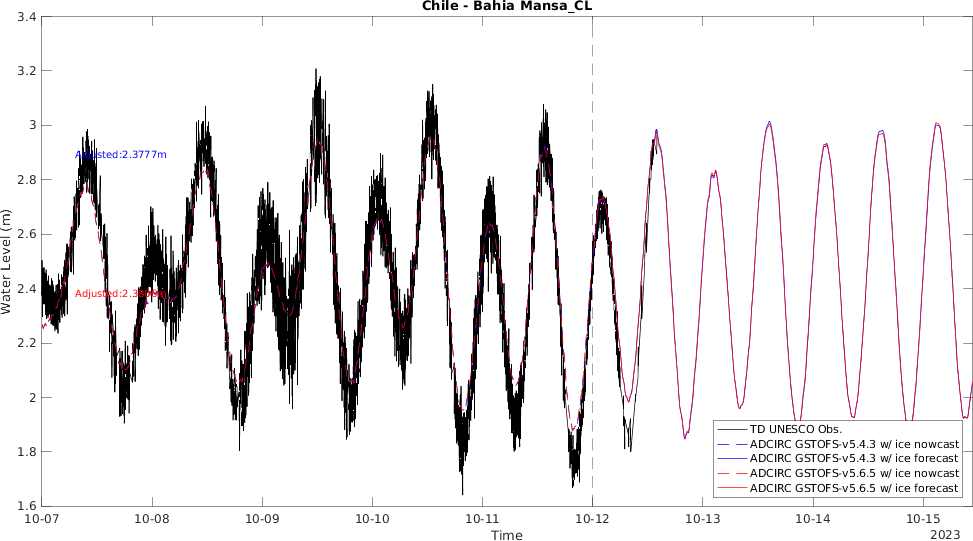 Chile - Bahia Mansa_CL
3.4
3.2
3
2.8
2.6
2.4
2.2
2
1.8
1.6
Water Level (m)
Adjusted:2.3777m
10-07
10-08
10-09
10-10
10-11
10-12
10-13
10-14
10-15
Time
2023
TD UNESCO Obs.
ADCIRC GSTOFS-v5.4.3 w/ ice nowcast
ADCIRC GSTOFS-v5.4.3 w/ ice forecast
ADCIRC GSTOFS-v5.6.5 w/ ice nowcast
ADCIRC GSTOFS-v5.6.5 w/ ice forecast